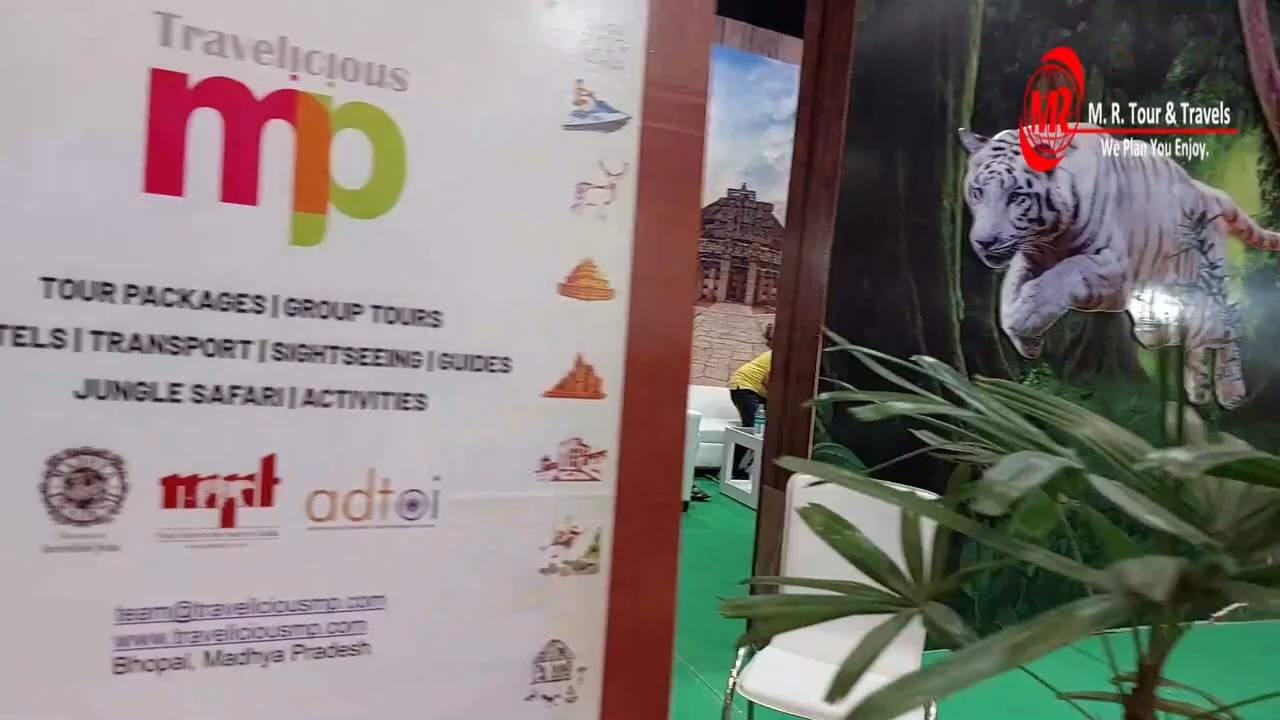 Travelicious
mp
TOUR PACKAGES | GROUP TOURS
TELS | TRANSPORT | SIGHTSEEING | GUIDES
JUNGLE SAFARI | ACTIVITIES
adtoi
team@traveliciousmp.com
www.traveliciousmp.com
Bhopal, Madhya Pradesh
MR
M. R. Tour & Travels
We Plan You Enjoy.